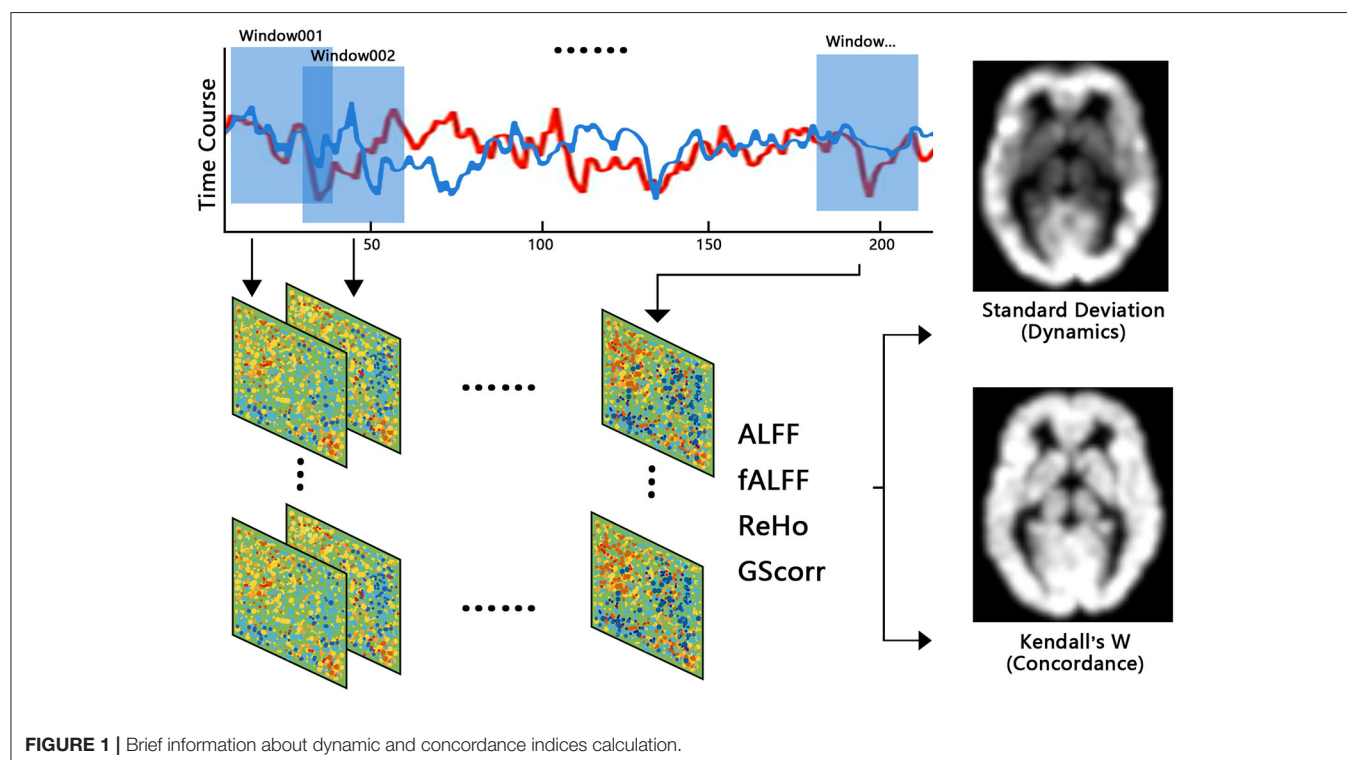 Window001
Window002
Window...
Time Course
50
100
150
200
Standard Deviation
(Dynamics)
ALFF
fALFF
ReHo
GScorr
Kendall's W
(Concordance)
FIGURE 1 | Brief information about dynamic and concordance indices calculation.